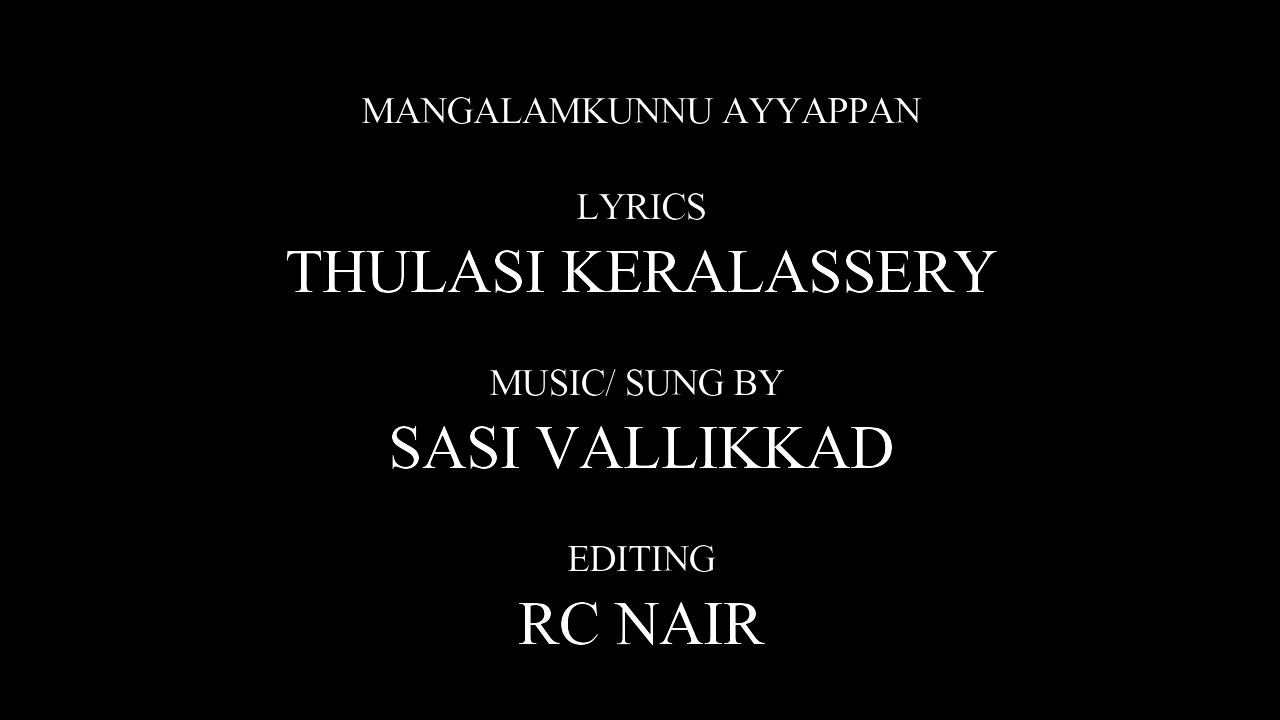 MANGALAMKUNNU AYYAPPAN
LYRICS
THULASI KERALASSERY
MUSIC/ SUNG BY
SASI VALLIKKAD
EDITING
RC NAIR